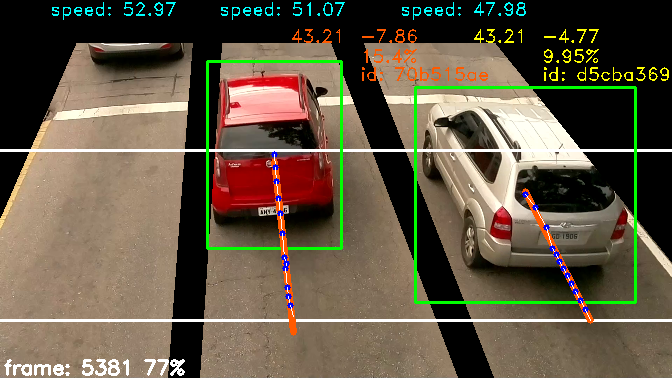 speed: 52.97 speed: 51.07 speed: 47.98
43.21 -7.86 43.21 -4.77
15.4% 9.95%
id: 70b515ae id: d5cba369
frame: 5381 77%